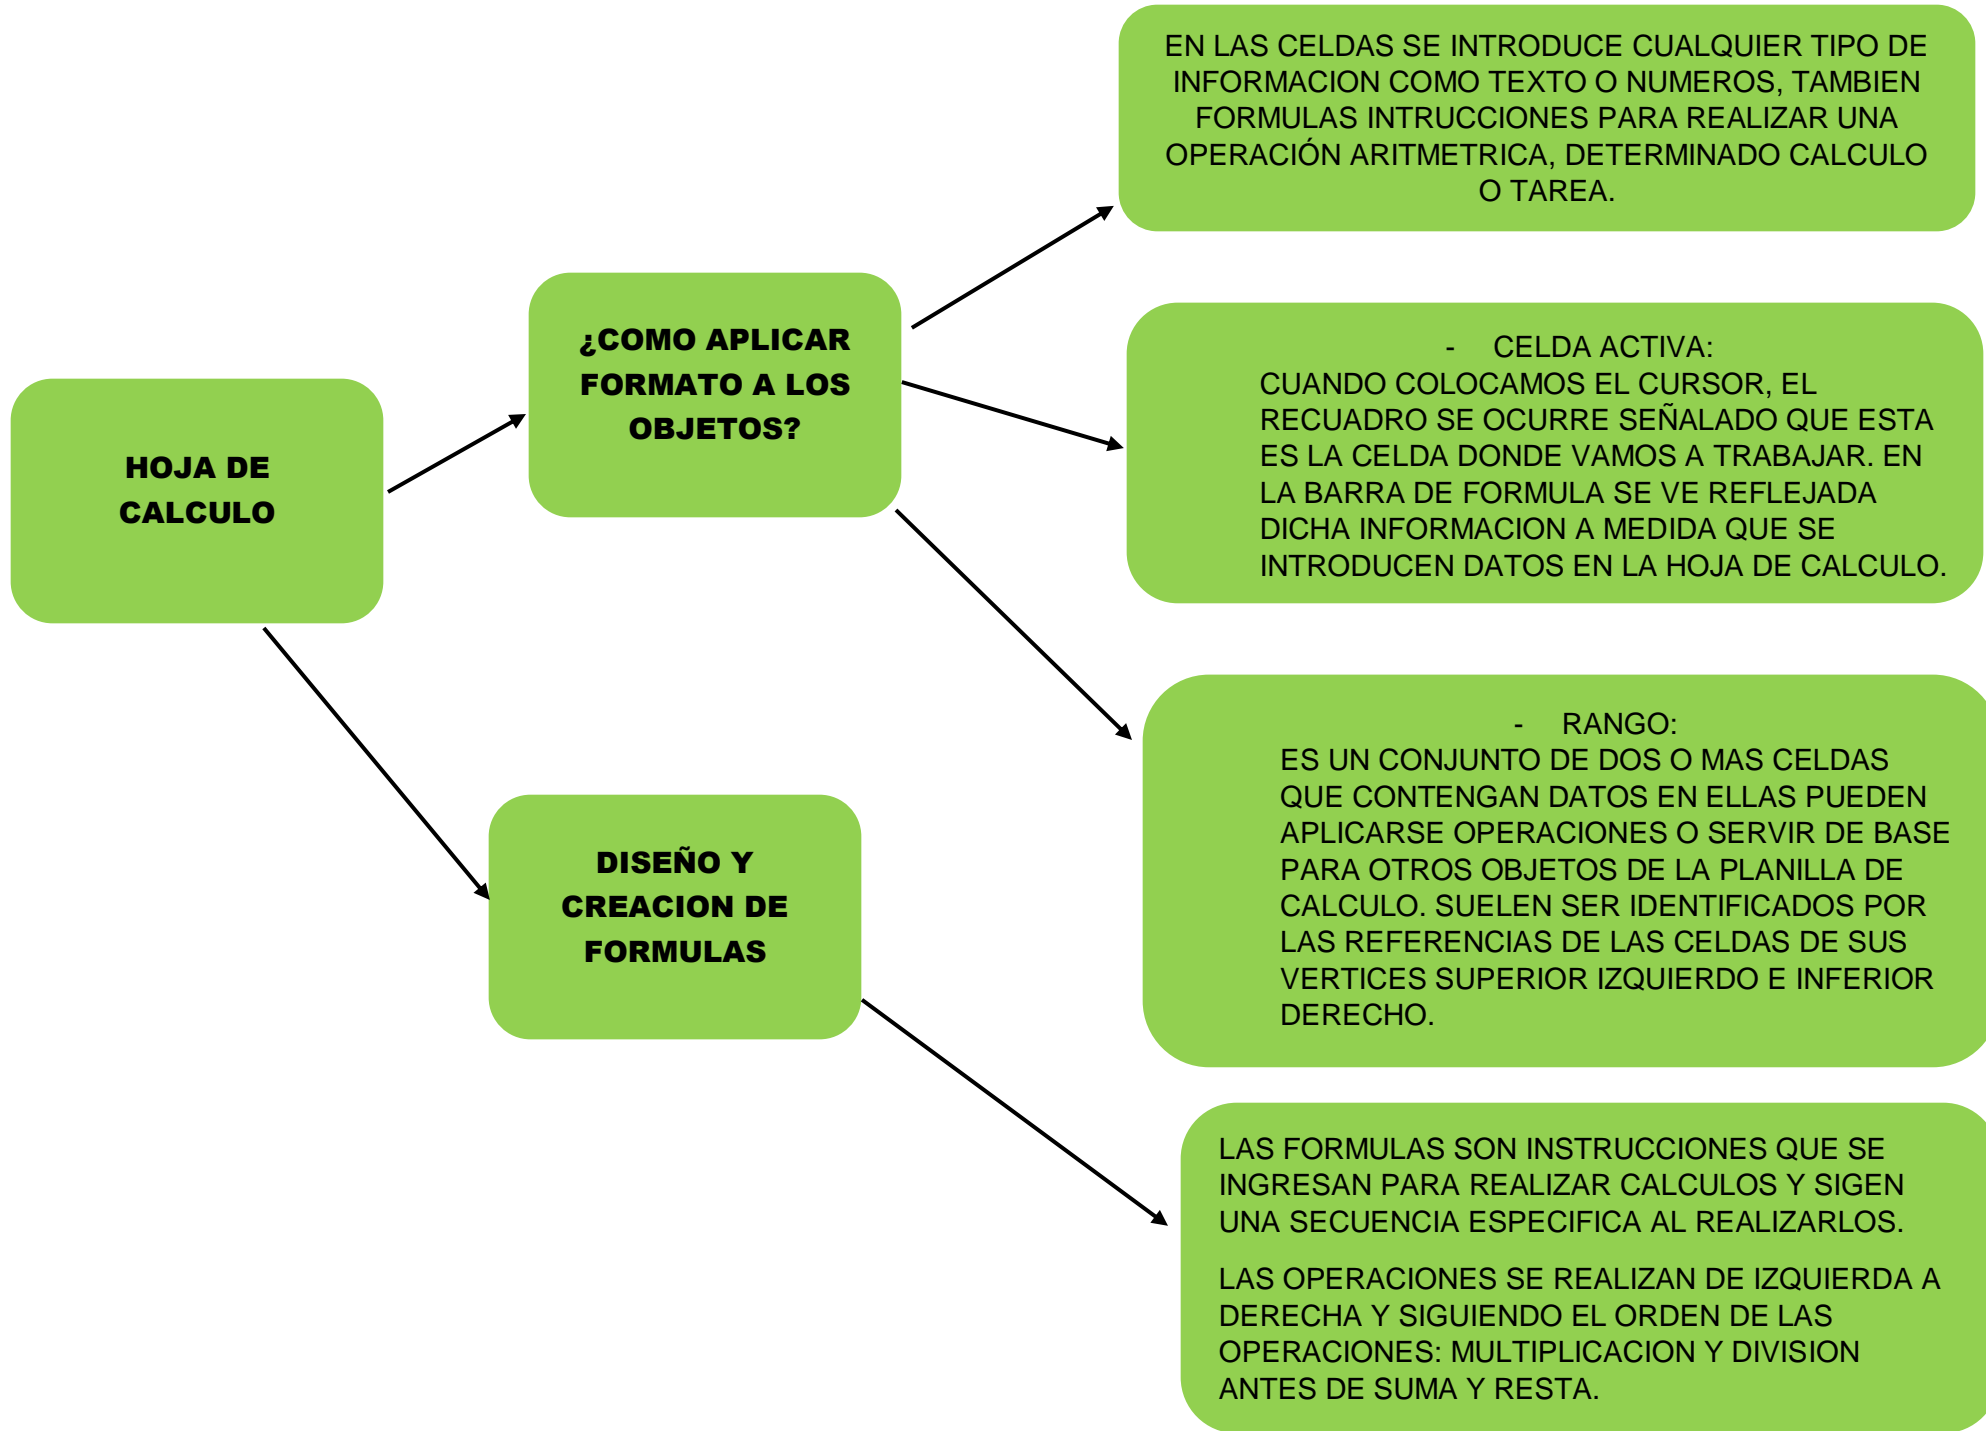 HOJA DE
CALCULO
¿COMO APLICAR
FORMATO A LOS
OBJETOS?
DISEÑO Y
CREACION DE
FORMULAS
EN LAS CELDAS SE INTRODUCE CUALQUIER TIPO DE
INFORMACION COMO TEXTO O NUMEROS, TAMBIEN
FORMULAS INTRUCCIONES PARA REALIZAR UNA
OPERACIÓN ARITMETRICA, DETERMINADO CALCULO
O TAREA.
- CELDA ACTIVA:
CUANDO COLOCAMOS EL CURSOR, EL
RECUADRO SE OCURRE SEÑALADO QUE ESTA
ES LA CELDA DONDE VAMOS A TRABAJAR. EN
LA BARRA DE FORMULA SE VE REFLEJADA
DICHA INFORMACION A MEDIDA QUE SE
INTRODUCEN DATOS EN LA HOJA DE CALCULO.
- RANGO:
ES UN CONJUNTO DE DOS O MAS CELDAS
QUE CONTENGAN DATOS EN ELLAS PUEDEN
APLICARSE OPERACIONES O SERVIR DE BASE
PARA OTROS OBJETOS DE LA PLANILLA DE
CALCULO. SUELEN SER IDENTIFICADOS POR
LAS REFERENCIAS DE LAS CELDAS DE SUS
VERTICES SUPERIOR IZQUIERDO E INFERIOR
DERECHO.
LAS FORMULAS SON INSTRUCCIONES QUE SE
INGRESAN PARA REALIZAR CALCULOS Y SIGEN
UNA SECUENCIA ESPECIFICA AL REALIZARLOS.
LAS OPERACIONES SE REALIZAN DE IZQUIERDA A
DERECHA Y SIGUIENDO EL ORDEN DE LAS
OPERACIONES: MULTIPLICACION Y DIVISION
ANTES DE SUMA Y RESTA.